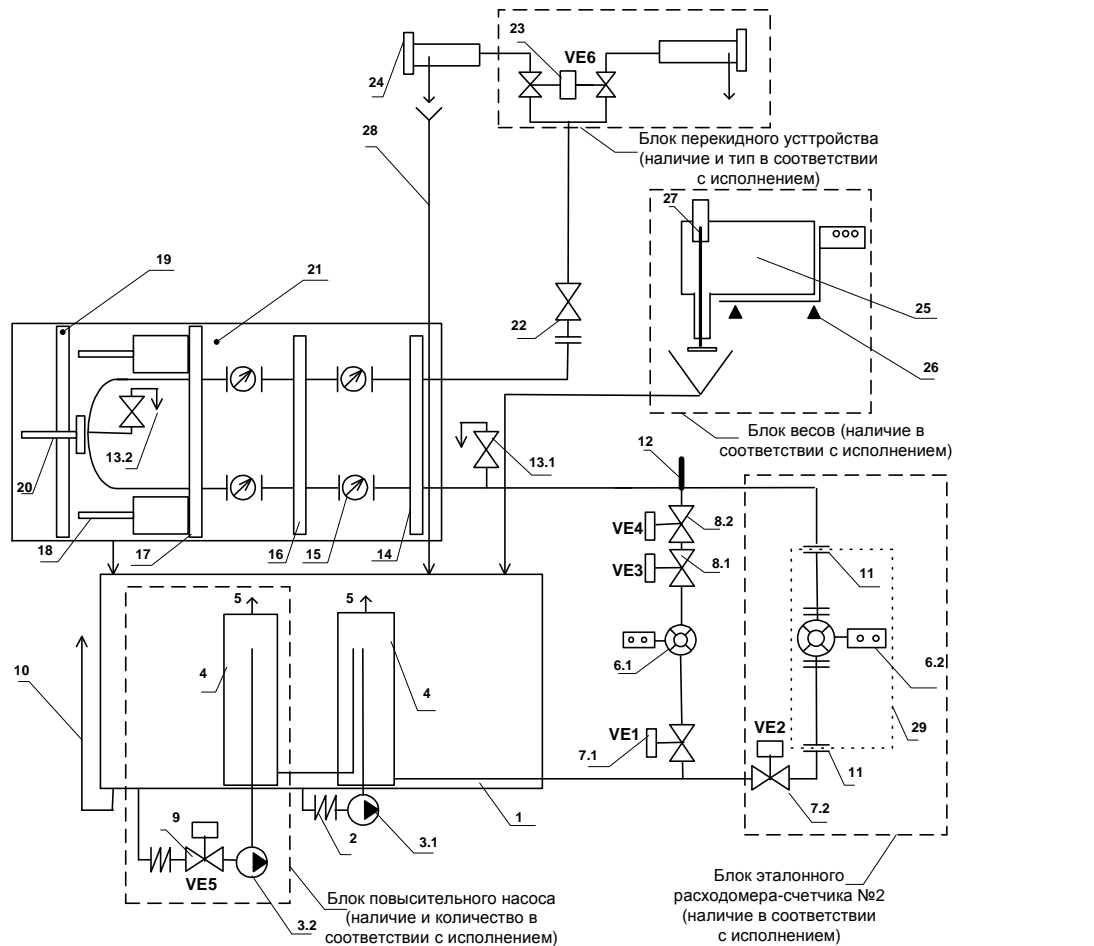 23
VE6
24
Блок перекидного усттройства
(наличие и тип в соответствии
с исполнением)
28
27
19
21
25
22
26
Блок весов (наличие в
соответствии с исполнением)
13.2
13.1
12
20
VE4
8.2
18
17
16
15
14
VE3
8.1
11
5
5
4
4
6.1
6.2
10
VE1
7.1
VE2
29
11
7.2
9
2
3.1
1
VE5
3.2
Блок повысительного насоса
(наличие и количество в
соответствии с исполнением)
Блок эталонного
расходомера-счетчика №2
(наличие в соответствии
с исполнением)